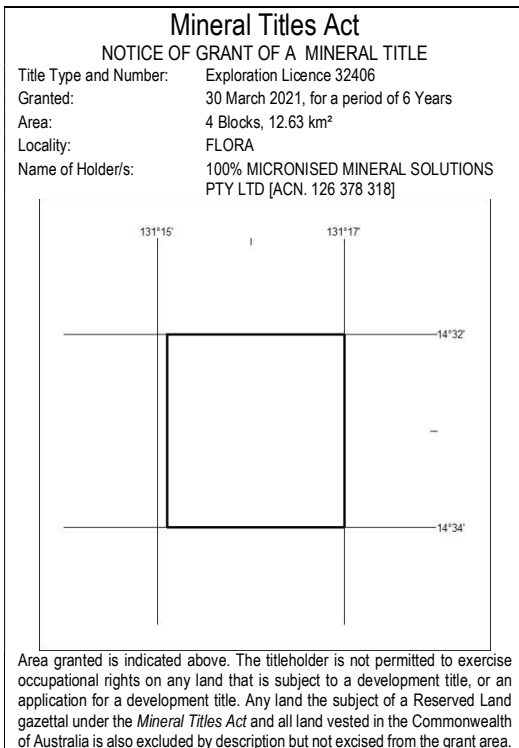 Mineral Titles Act
NOTICE OF GRANT OF A MINERAL TITLE
Title Type and Number: Exploration Licence 32406
Granted: 30 March 2021, for a period of 6 Years
Area: 4 Blocks, 12.63 km²
Locality: FLORA
Name of Holder/s: 100% MICRONISED MINERAL SOLUTIONS
PTY LTD [ACN. 126 378 318]
131°15' 131°17'
14°32'
14°34'
Area granted is indicated above. The titleholder is not permitted to exercise
occupational rights on any land that is subject to a development title, or an
application for a development title. Any land the subject of a Reserved Land
gazettal under the Mineral Titles Act and all land vested in the Commonwealth
of Australia is also excluded by description but not excised from the grant area.